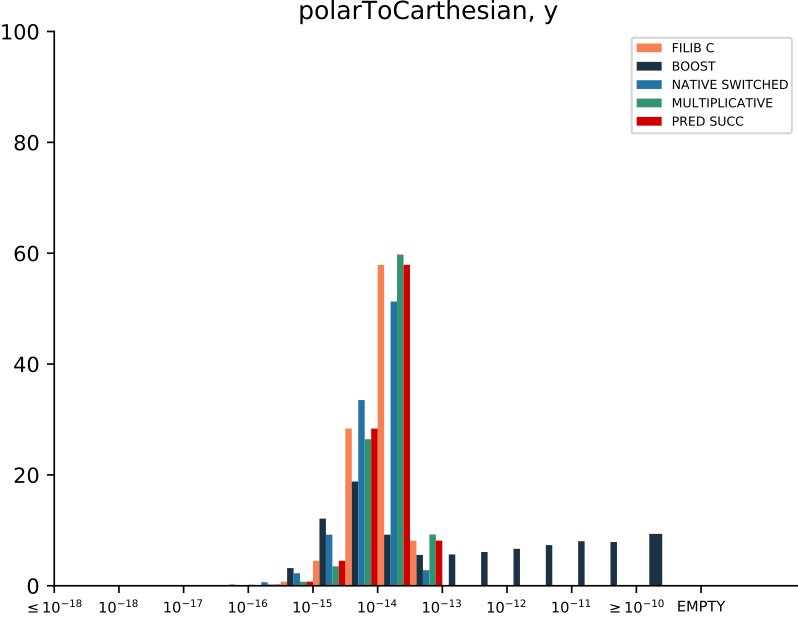 polarToCarthesian, y
100
80
60
40
20
0
FILIB C
BOOST
NATIVE SWITCHED
MULTIPLICATIVE
PRED SUCC
≤ 10⁻¹⁸ 10⁻¹⁸ 10⁻¹⁷ 10⁻¹⁶ 10⁻¹⁵ 10⁻¹⁴ 10⁻¹³ 10⁻¹² 10⁻¹¹ ≥ 10⁻¹⁰ EMPTY